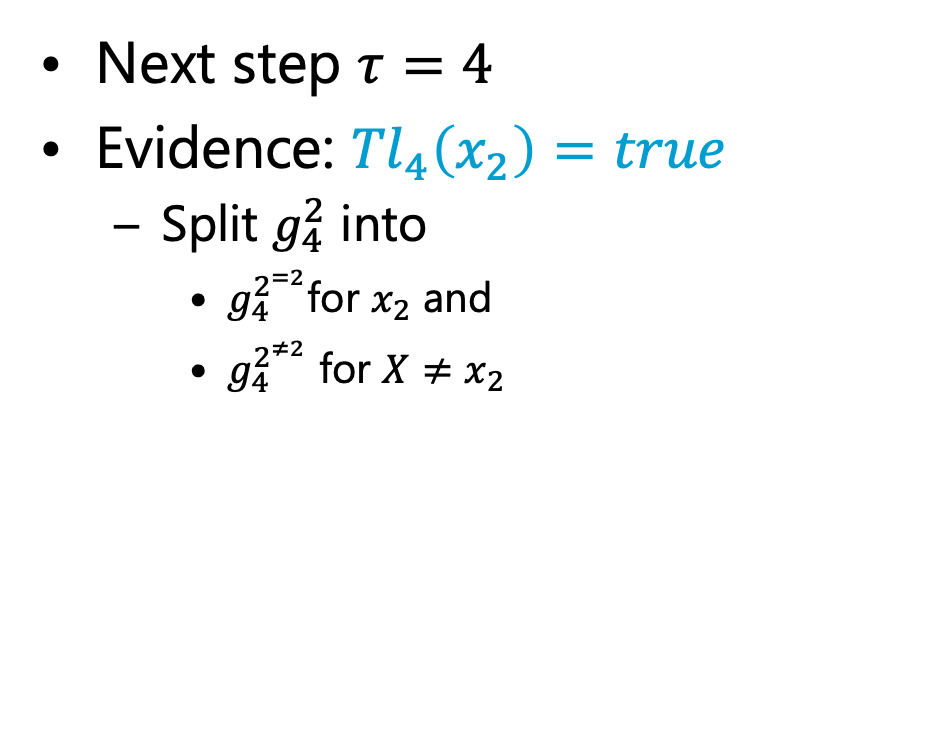 • Next step 𝜏 = 4
• Evidence: 𝑇𝑙₄(𝑥₂) = 𝑡𝑟𝑢𝑒
– Split 𝑔₄² into
• 𝑔₄^{2^{=2}} for 𝑥₂ and
• 𝑔₄^{2^{≠2}} for 𝑋 ≠ 𝑥₂